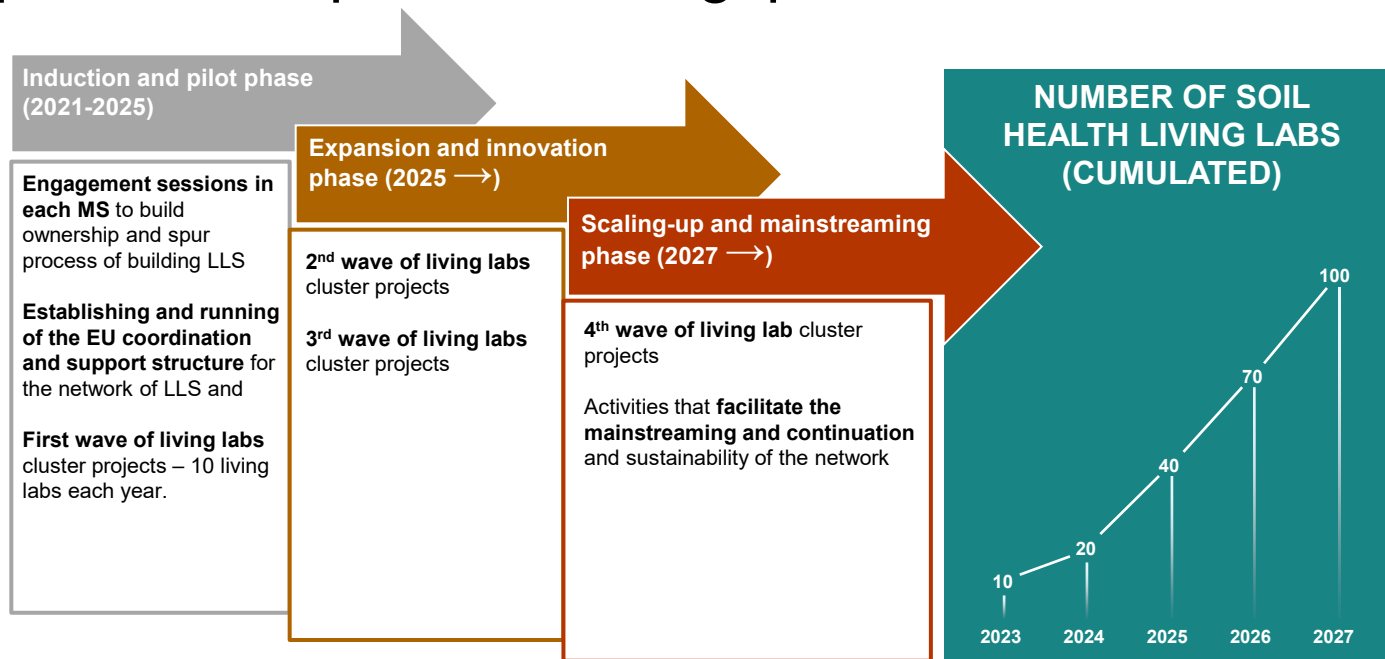 Induction and pilot phase
(2021-2025)
Engagement sessions in
each MS to build
ownership and spur
process of building LLS
Establishing and running
of the EU coordination
and support structure for
the network of LLS and
First wave of living labs
cluster projects – 10 living
labs each year.
Expansion and innovation
phase (2025 →)
2nd wave of living labs
cluster projects
3rd wave of living labs
cluster projects
Scaling-up and mainstreaming
phase (2027 →)
4th wave of living lab cluster
projects
Activities that facilitate the
mainstreaming and continuation
and sustainability of the network
NUMBER OF SOIL
HEALTH LIVING LABS
(CUMULATED)
100
70
40
20
10
2023 2024 2025 2026 2027